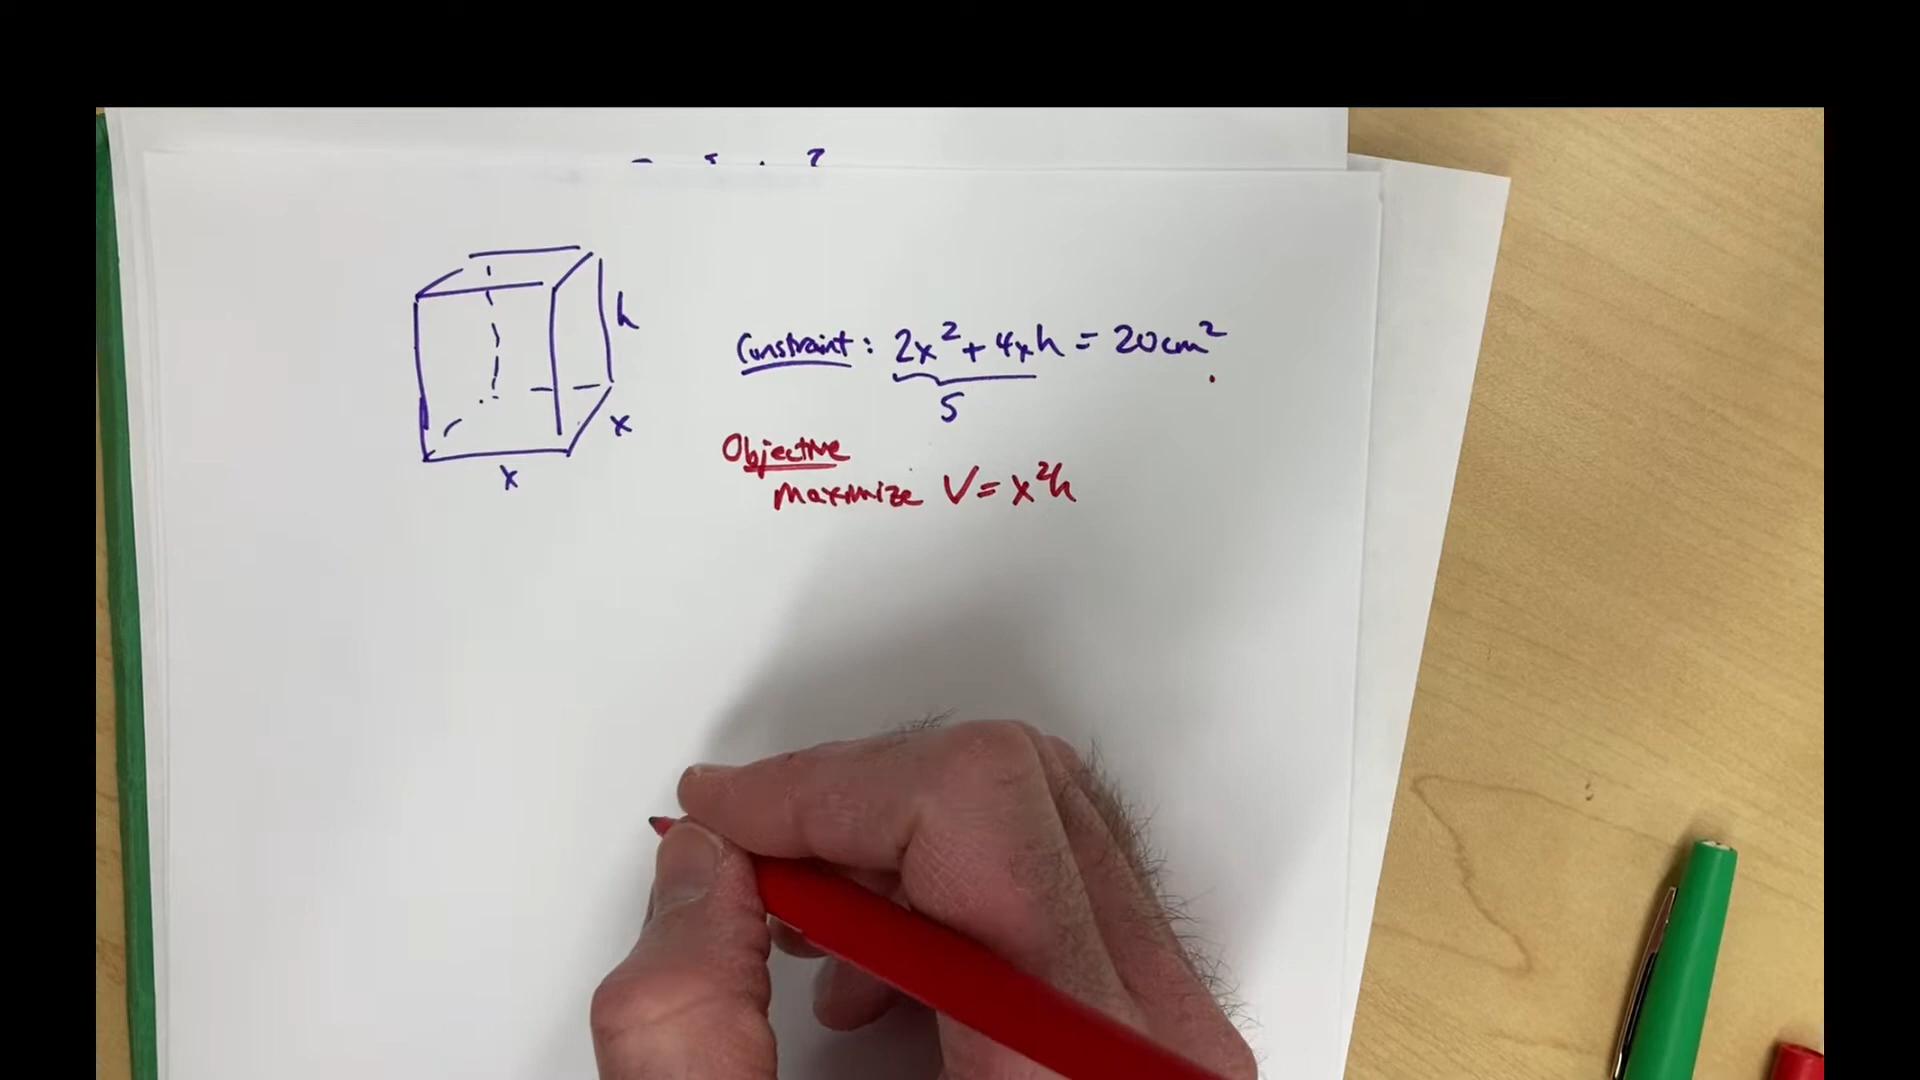 h
Constraint: 2x² + 4xh = 20cm²
S
x
x
Objective
maximize V = x²h